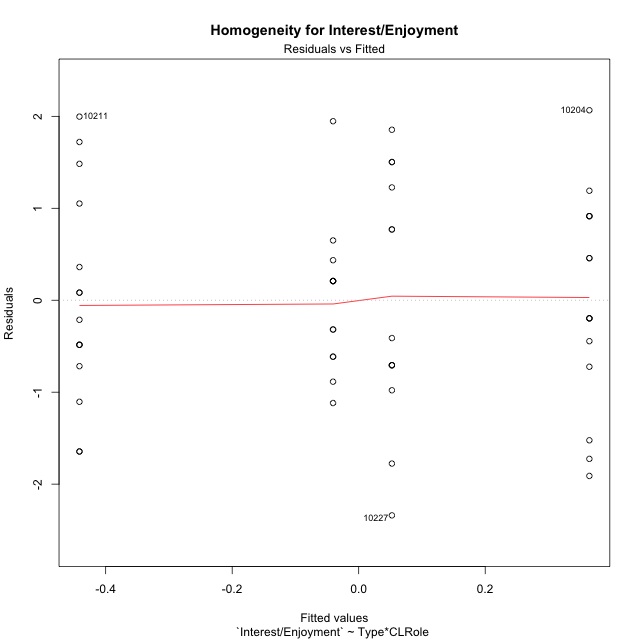 Homogeneity for Interest/Enjoyment
Residuals vs Fitted
10211
10204
10227
2
1
0
-1
-2
Residuals
-0.4
-0.2
0.0
0.2
Fitted values
`Interest/Enjoyment` ~ Type*CLRole